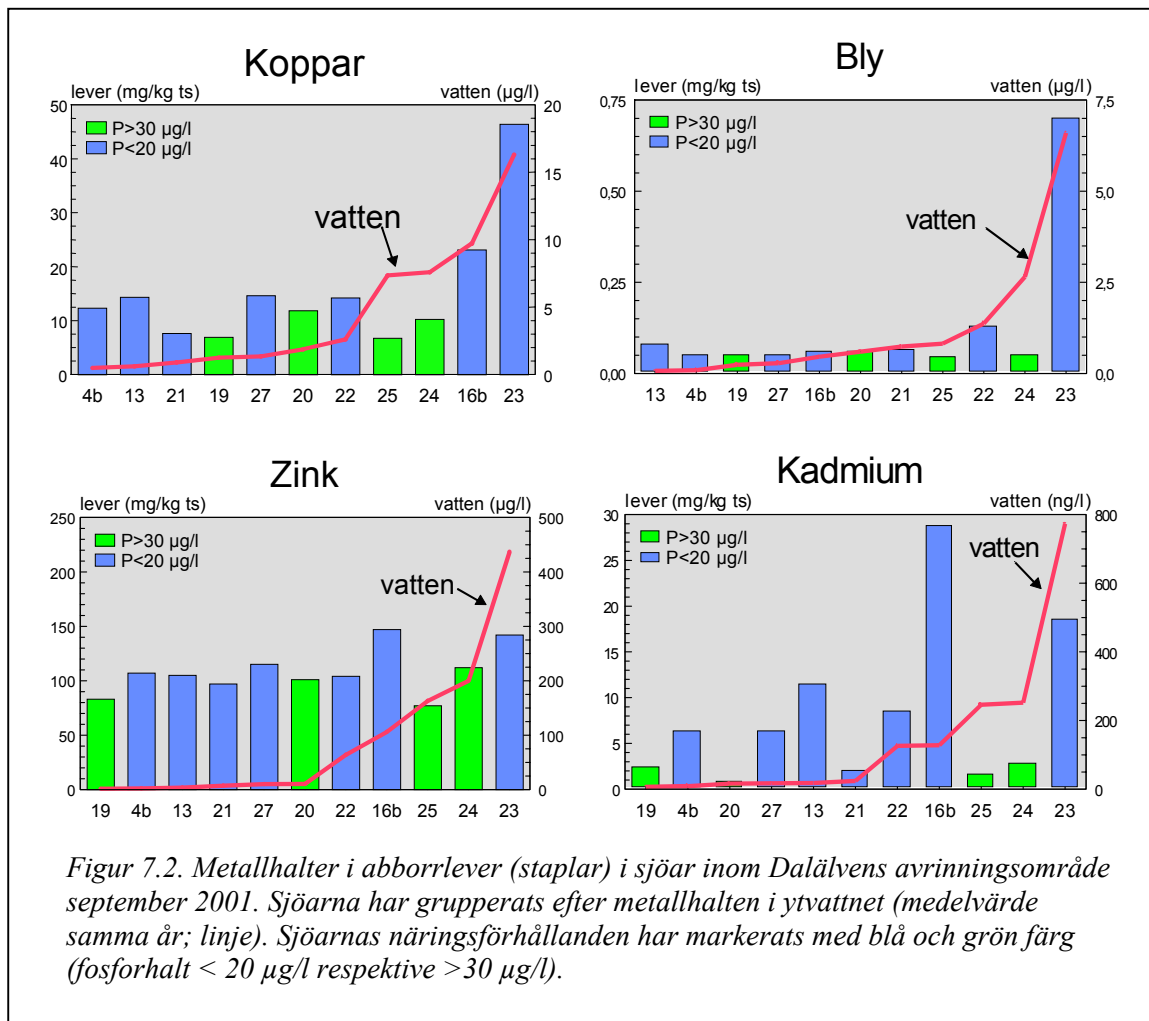 Koppar
lever (mg/kg ts) vatten (µg/l)
50 20
P>30 µg/l
P<20 µg/l
40 15
30 vatten
10
20
5
10
0 0
4b 13 21 19 27 20 22 25 24 16b 23
Bly
lever (mg/kg ts) vatten (µg/l)
0,75 7,5
P>30 µg/l
P<20 µg/l
0,50 5,0
vatten
0,25 2,5
0,00 0,0
13 4b 19 27 16b 20 21 25 22 24 23
Zink
lever (mg/kg ts) vatten (µg/l)
250 500
P>30 µg/l
P<20 µg/l
200 400
vatten
150 300
100 200
50 100
0 0
19 4b 13 21 27 20 22 16b 25 24 23
Kadmium
lever (mg/kg ts) vatten (ng/l)
30 800
P>30 µg/l
P<20 µg/l
vatten
25
600
20
15 400
10
200
5
0 0
19 4b 20 27 13 21 22 16b 25 24 23
Figur 7.2. Metallhalter i abborrlever (staplar) i sjöar inom Dalälvens avrinningsområde
september 2001. Sjöarna har grupperats efter metallhalten i ytvattnet (medelvärde
samma år; linje). Sjöarnas näringsförhållanden har markerats med blå och grön färg
(fosforhalt < 20 µg/l respektive >30 µg/l).